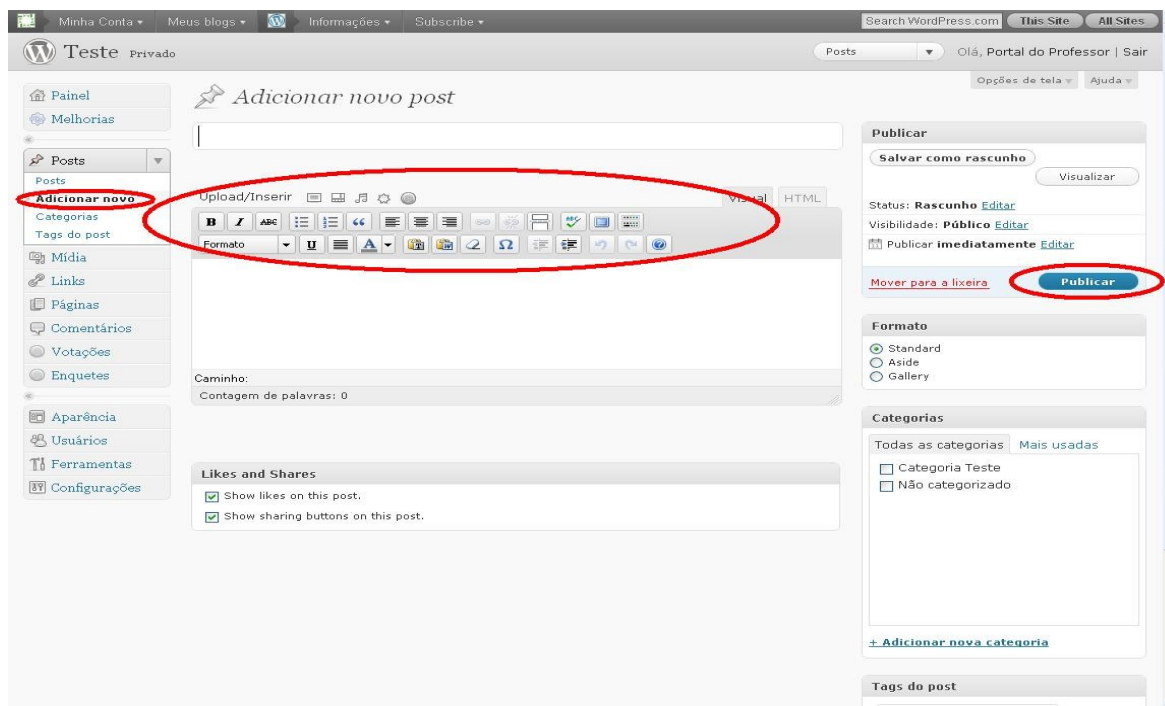 Minha Conta Meus blogs Informações Subscribe Search WordPress.com This Site All Sites
Teste Privado Posts Olá, Portal do Professor | Sair
Opções de tela Ajuda
Painel
Melhorias
Posts
Posts
Adicionar novo
Categorias
Tags do post
Mídia
Links
Páginas
Comentários
Votações
Enquetes
Aparência
Usuários
Ferramentas
Configurações
Adicionar novo post
Upload/Inserir Visual HTML
B I ABC
Formato U A
Caminho:
Contagem de palavras: 0
Likes and Shares
Show likes on this post.
Show sharing buttons on this post.
Publicar
Salvar como rascunho
Visualizar
Status: Rascunho Editar
Visibilidade: Público Editar
Publicar imediatamente Editar
Mover para a lixeira Publicar
Formato
Standard
Aside
Gallery
Categorias
Todas as categorias Mais usadas
Categoria Teste
Não categorizado
+ Adicionar nova categoria
Tags do post